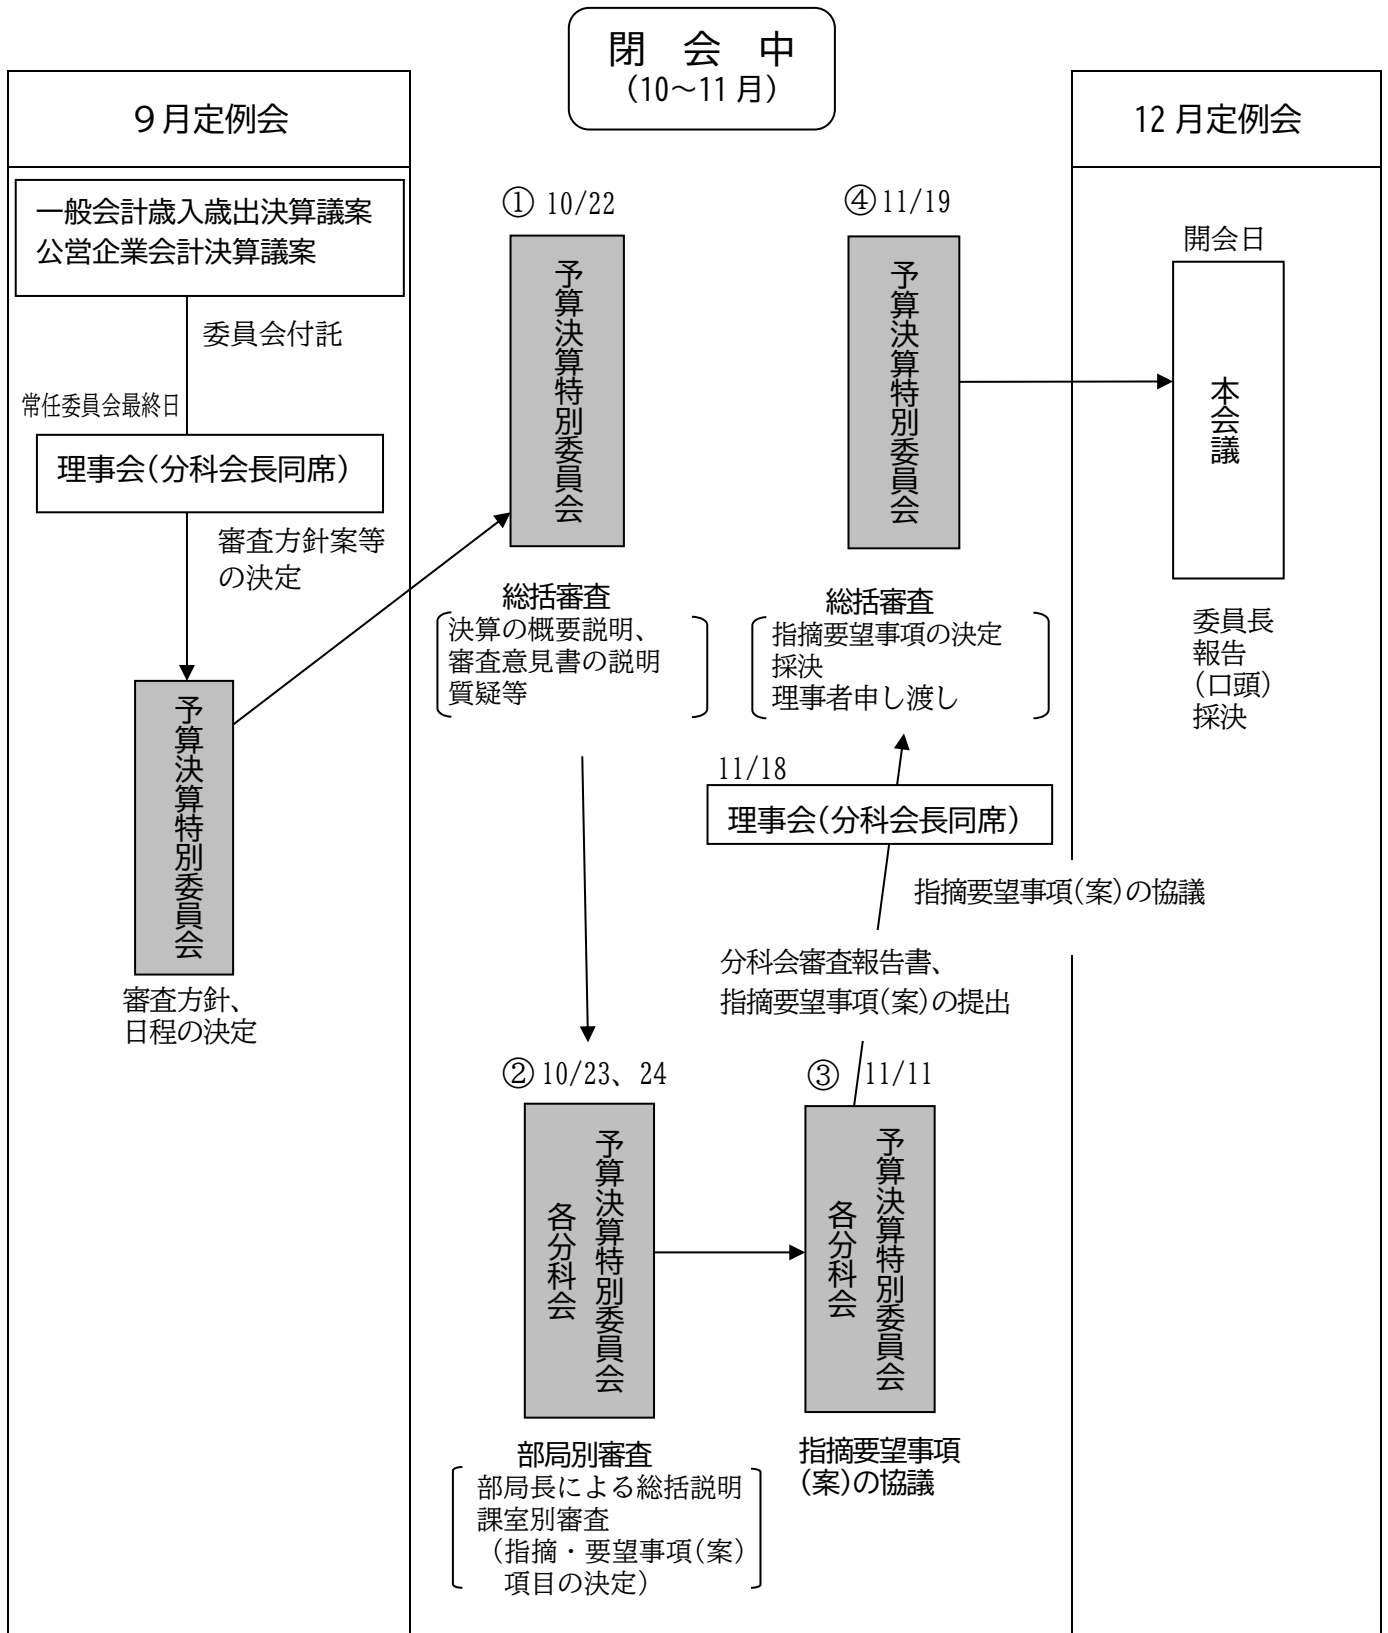 閉 会 中
(10～11 月)
９月定例会
一般会計歳入歳出決算議案
公営企業会計決算議案
委員会付託
常任委員会最終日
理事会(分科会長同席)
審査方針案等
の決定
予算決算特別委員会
審査方針、
日程の決定
① 10/22
予算決算特別委員会
総括審査
決算の概要説明、
審査意見書の説明
質疑等
② 10/23、24
予算決算特別委員会
各分科会
部局別審査
部局長による総括説明
課室別審査
(指摘・要望事項(案)
項目の決定)
③ 11/11
予算決算特別委員会
各分科会
指摘要望事項
(案)の協議
分科会審査報告書、
指摘要望事項(案)の提出
11/18
理事会(分科会長同席)
指摘要望事項(案)の協議
④ 11/19
予算決算特別委員会
総括審査
指摘要望事項の決定
採決
理事者申し渡し
12 月定例会
開会日
本会議
委員長
報告
(口頭)
採決